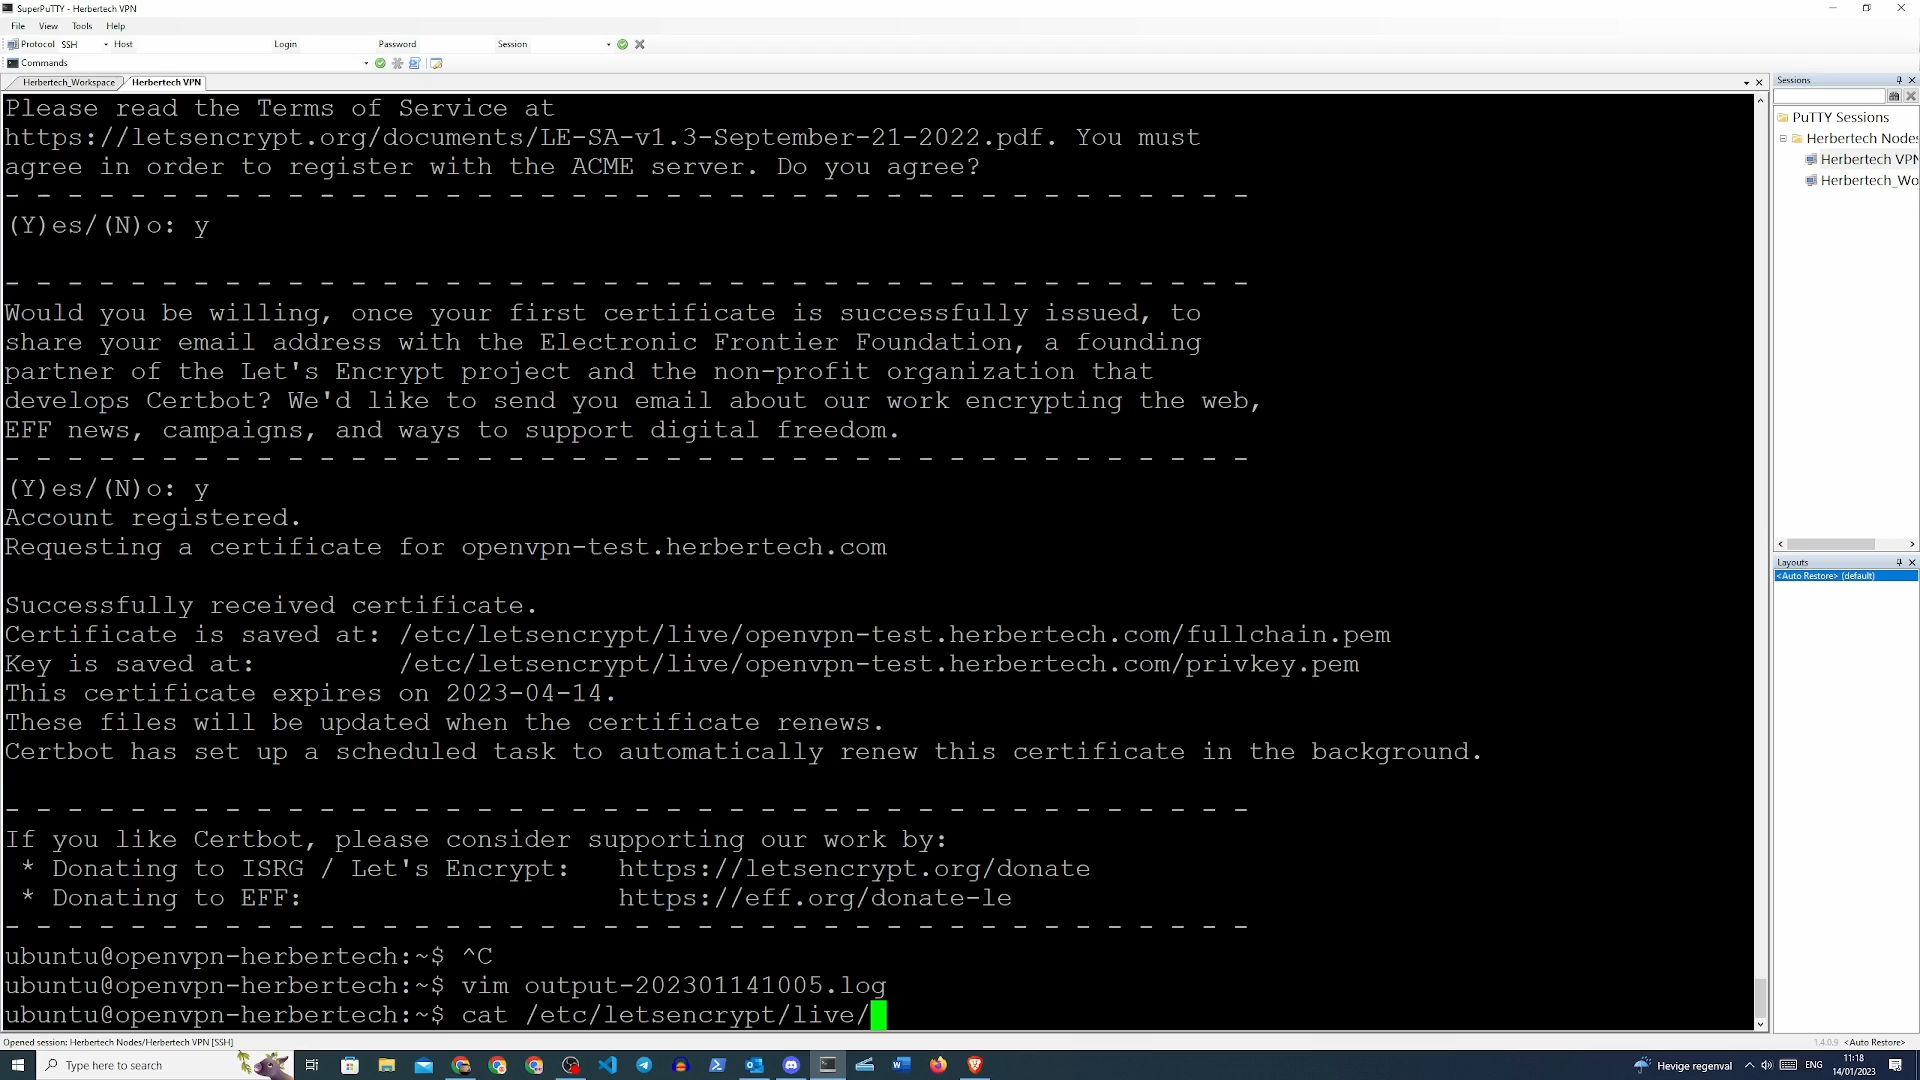 SuperPuTTY - Herbertech VPN
File View Tools Help
Protocol SSH Host Login Password Session
Commands
Herbertech_Workspace Herbertech VPN
Sessions
PuTTY Sessions
Herbertech Nodes
Herbertech VPN
Herbertech_Wo
Layouts
<Auto Restore> (default)
Please read the Terms of Service at
https://letsencrypt.org/documents/LE-SA-v1.3-September-21-2022.pdf. You must
agree in order to register with the ACME server. Do you agree?
- - - - - - - - - - - - - - - - - - - - - - - - - - - - - - - - - - - - - - - -
(Y)es/(N)o: y
- - - - - - - - - - - - - - - - - - - - - - - - - - - - - - - - - - - - - - - -
Would you be willing, once your first certificate is successfully issued, to
share your email address with the Electronic Frontier Foundation, a founding
partner of the Let's Encrypt project and the non-profit organization that
develops Certbot? We'd like to send you email about our work encrypting the web,
EFF news, campaigns, and ways to support digital freedom.
- - - - - - - - - - - - - - - - - - - - - - - - - - - - - - - - - - - - - - - -
(Y)es/(N)o: y
Account registered.
Requesting a certificate for openvpn-test.herbertech.com
Successfully received certificate.
Certificate is saved at: /etc/letsencrypt/live/openvpn-test.herbertech.com/fullchain.pem
Key is saved at: /etc/letsencrypt/live/openvpn-test.herbertech.com/privkey.pem
This certificate expires on 2023-04-14.
These files will be updated when the certificate renews.
Certbot has set up a scheduled task to automatically renew this certificate in the background.
- - - - - - - - - - - - - - - - - - - - - - - - - - - - - - - - - - - - - - - -
If you like Certbot, please consider supporting our work by:
* Donating to ISRG / Let's Encrypt: https://letsencrypt.org/donate
* Donating to EFF: https://eff.org/donate-le
- - - - - - - - - - - - - - - - - - - - - - - - - - - - - - - - - - - - - - - -
ubuntu@openvpn-herbertech:~$ ^C
ubuntu@openvpn-herbertech:~$ vim output-202301141005.log
ubuntu@openvpn-herbertech:~$ cat /etc/letsencrypt/live/
Opened session: Herbertech Nodes/Herbertech VPN [SSH] 1.4.0.9 <Auto Restore>
Type here to search Hevige regenval ENG 11:18
14/01/2023